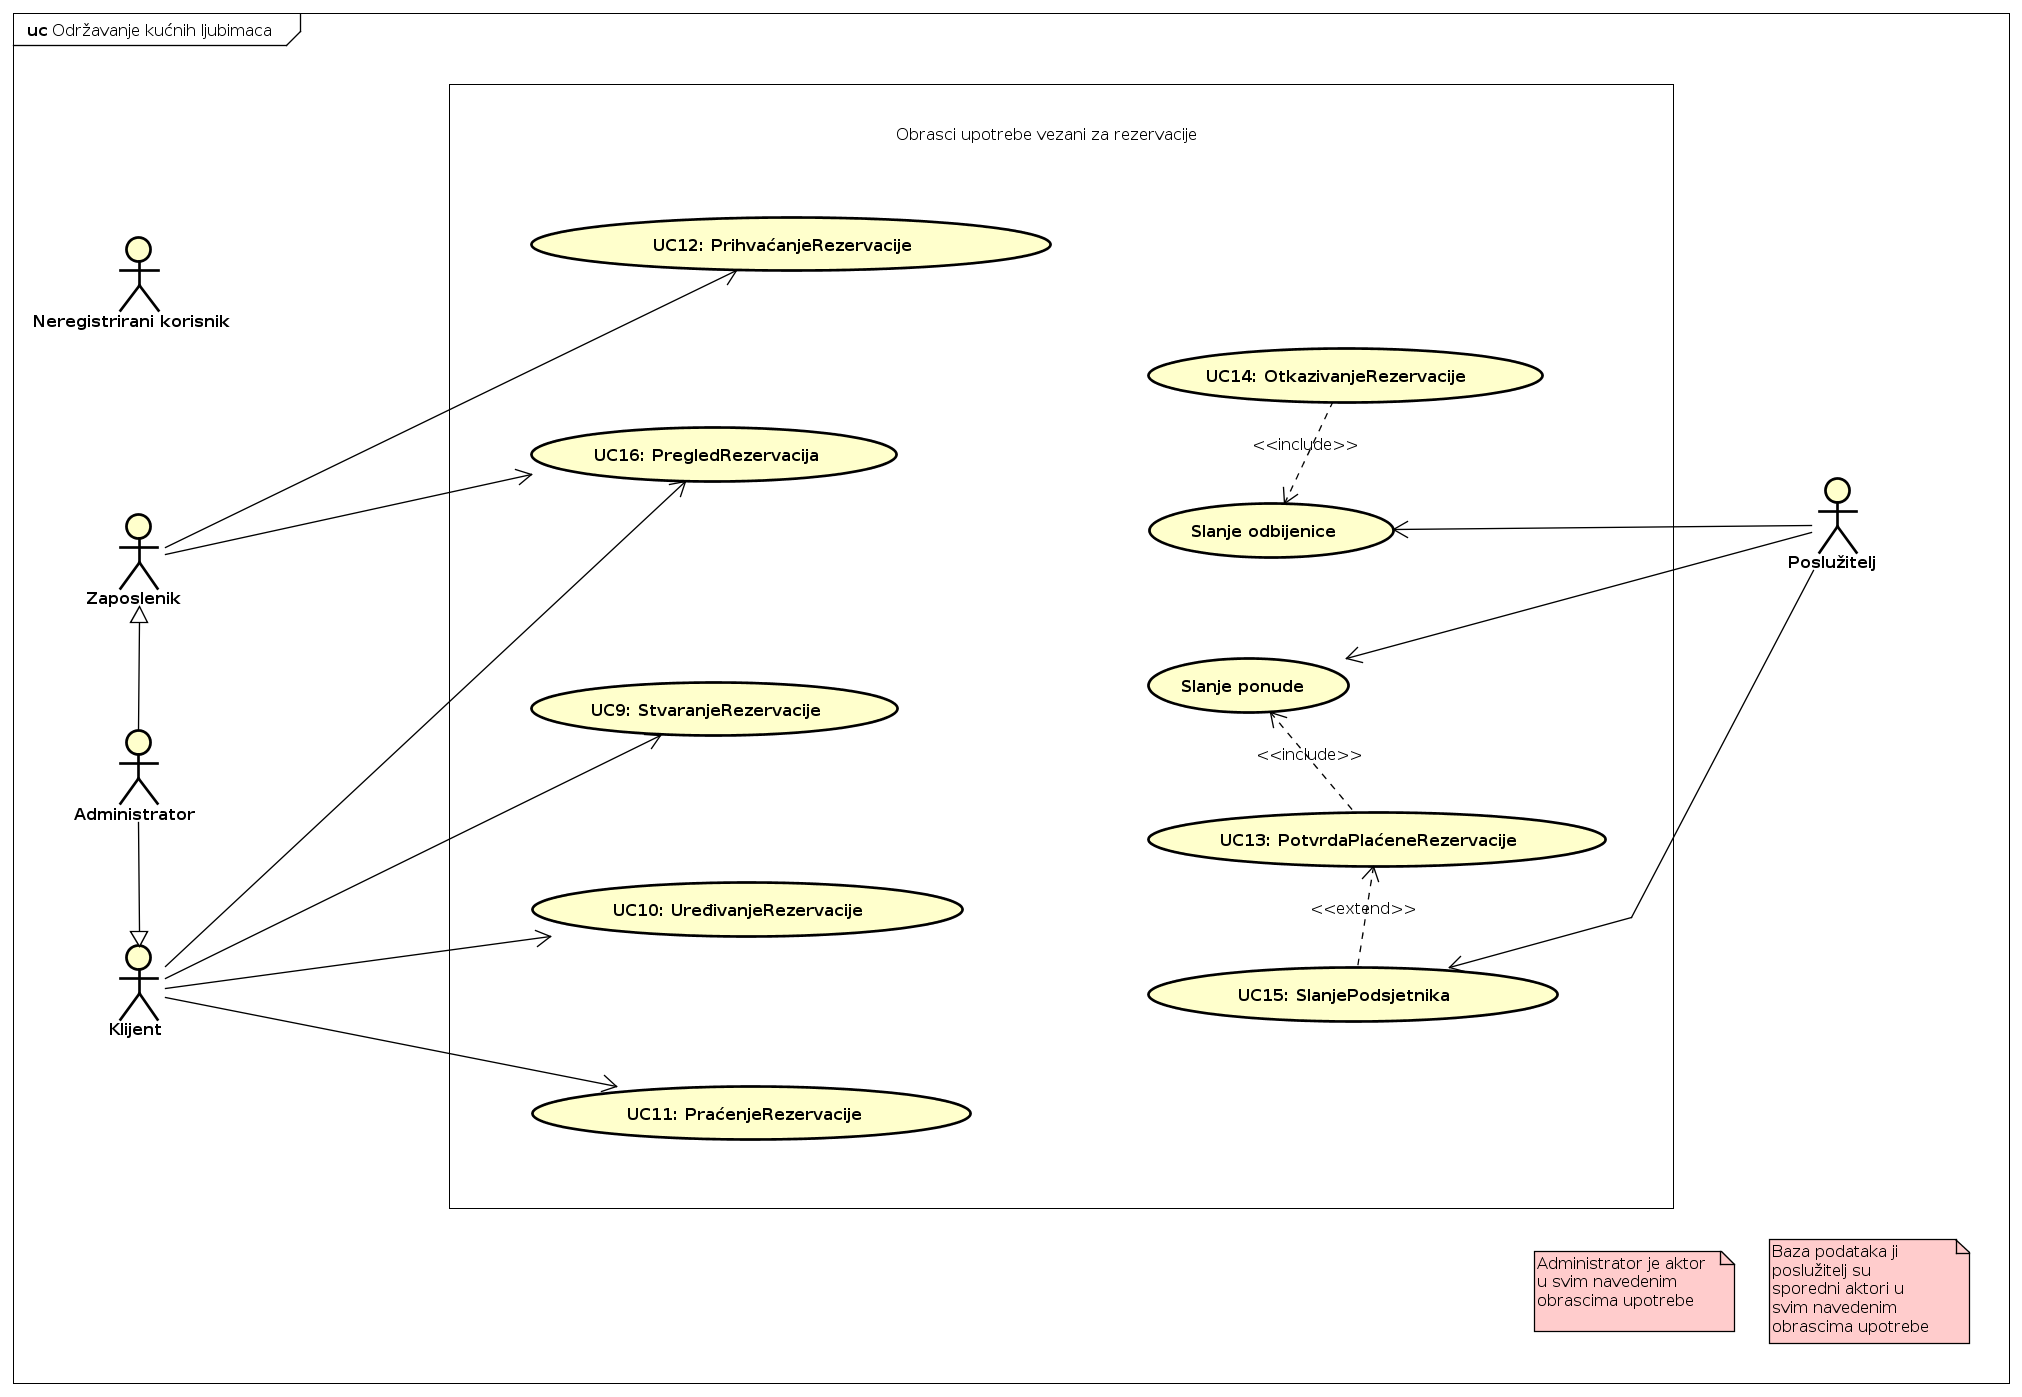 uc Održavanje kućnih ljubimaca
Obrasci upotrebe vezani za rezervacije
UC12: PrihvaćanjeRezervacije
Neregistrirani korisnik
UC14: OtkazivanjeRezervacije
<<include>>
UC16: PregledRezervacija
Slanje odbijenice
Poslužitelj
Zaposlenik
Slanje ponude
UC9: StvaranjeRezervacije
<<include>>
Administrator
UC13: PotvrdaPlaćeneRezervacije
<<extend>>
UC10: UređivanjeRezervacije
UC15: SlanjePodsjetnika
Klijent
UC11: PraćenjeRezervacije
Administrator je aktor
u svim navedenim
obrascima upotrebe
Baza podataka ji
poslužitelj su
sporedni aktori u
svim navedenim
obrascima upotrebe